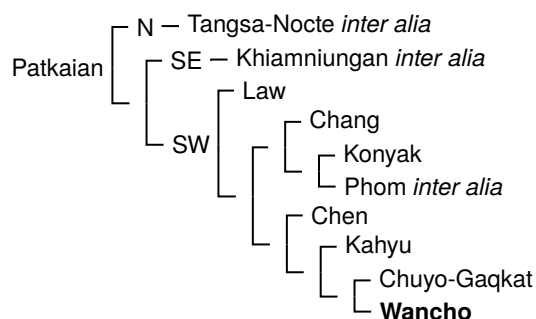 N – Tangsa-Nocte inter alia
Patkaian
SE – Khiamniungan inter alia
Law
SW
Chang
Konyak
Phom inter alia
Chen
Kahyu
Chuyo-Gaqkat
Wancho